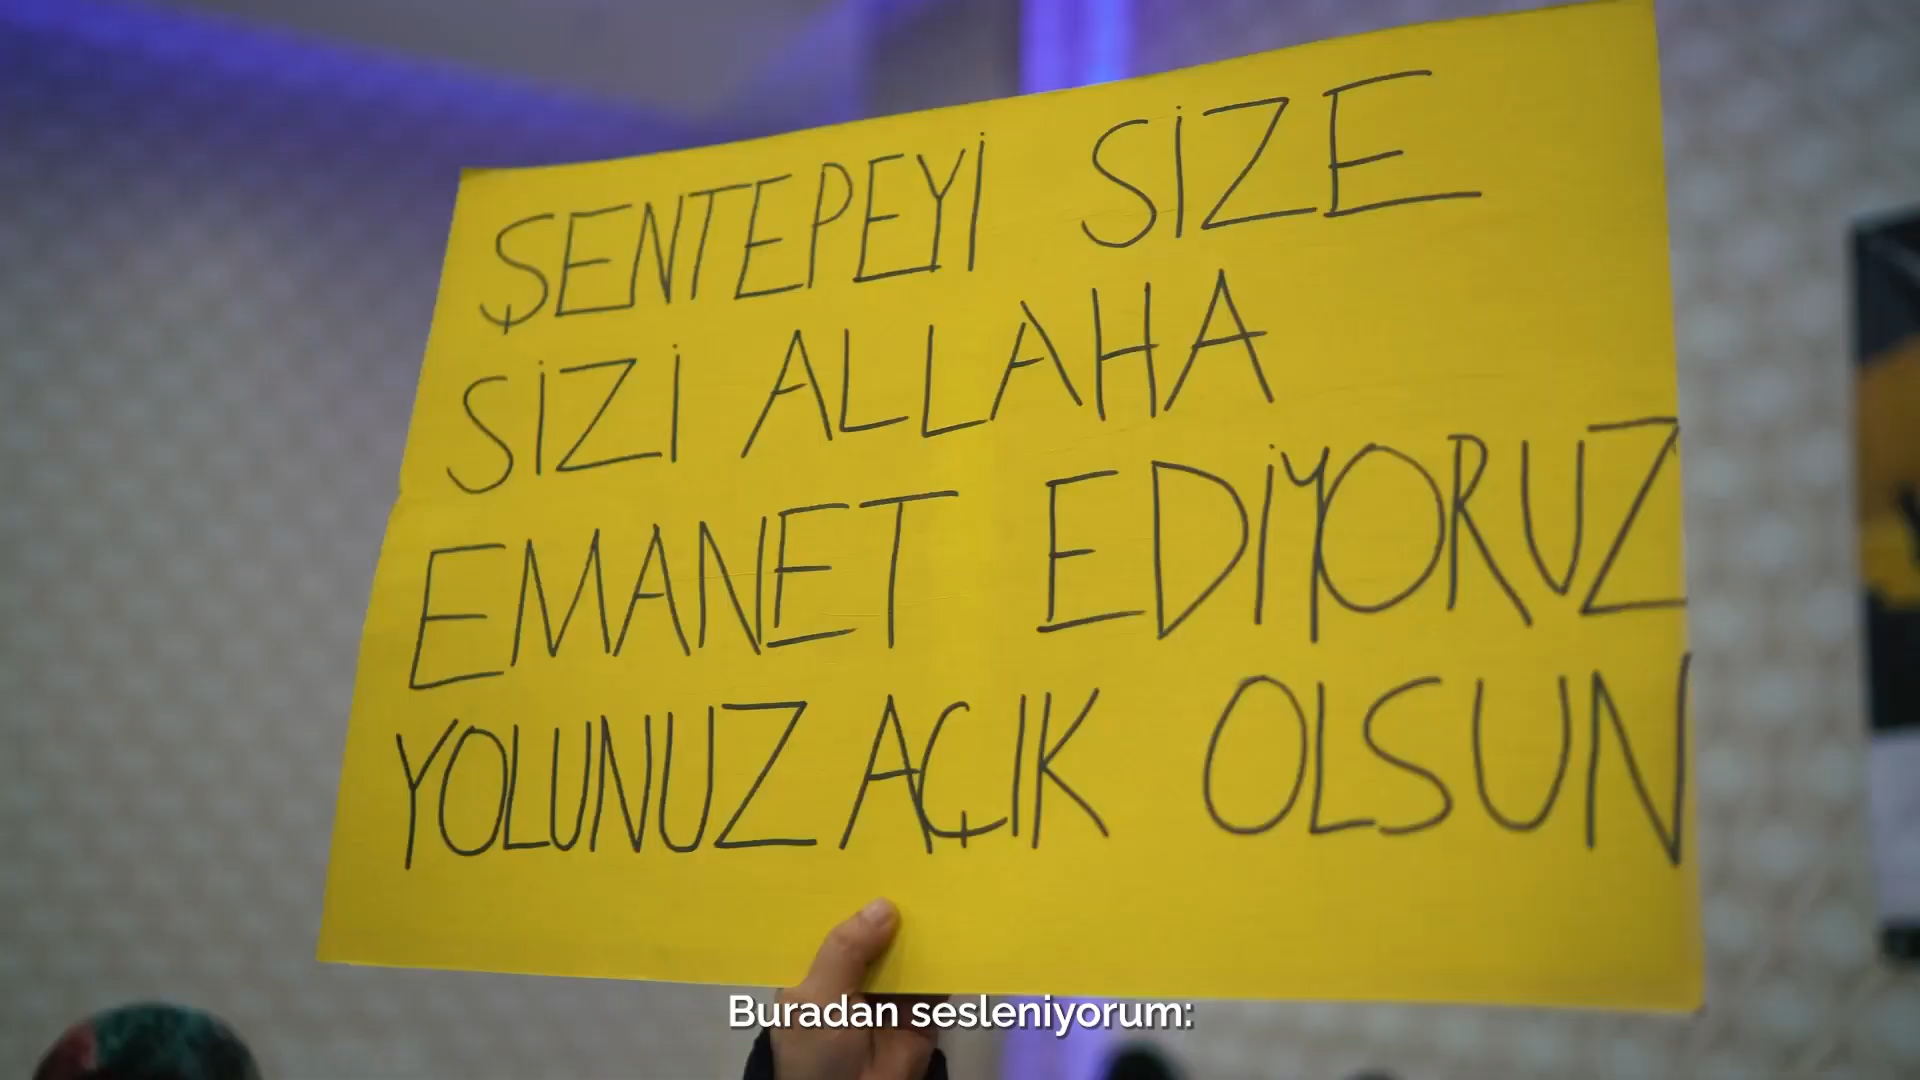 ŞENTEPEYİ SİZE
SİZİ ALLAHA
EMANET EDİYORUZ
YOLUNUZ AÇIK OLSUN
Buradan sesleniyorum: